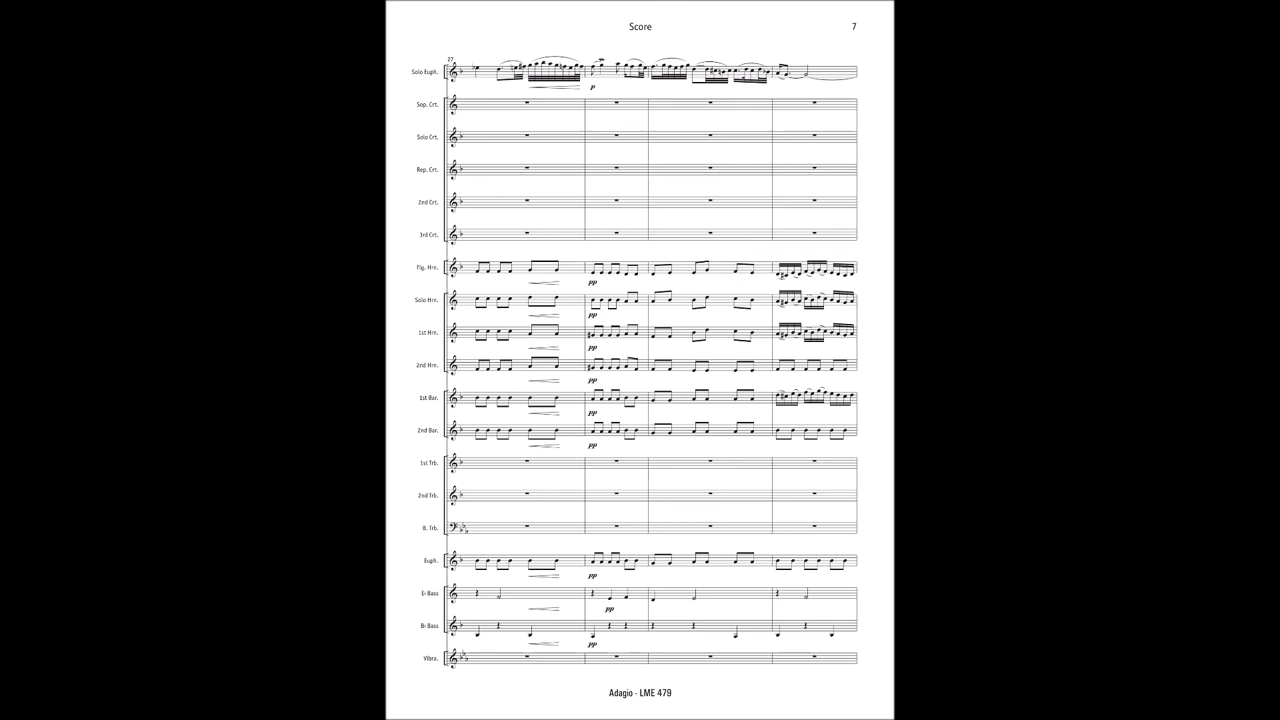 Score 7
27
Solo Euph.
p
Sop. Crt.
Solo Crt.
Rep. Crt.
2nd Crt.
3rd Crt.
Flg. Hrn.
pp
Solo Hrn.
pp
1st Hrn.
pp
2nd Hrn.
pp
1st Bar.
pp
2nd Bar.
pp
1st Trb.
2nd Trb.
B. Trb.
Euph.
pp
E♭ Bass
pp
B♭ Bass
pp
Vibra.
Adagio - LME 479